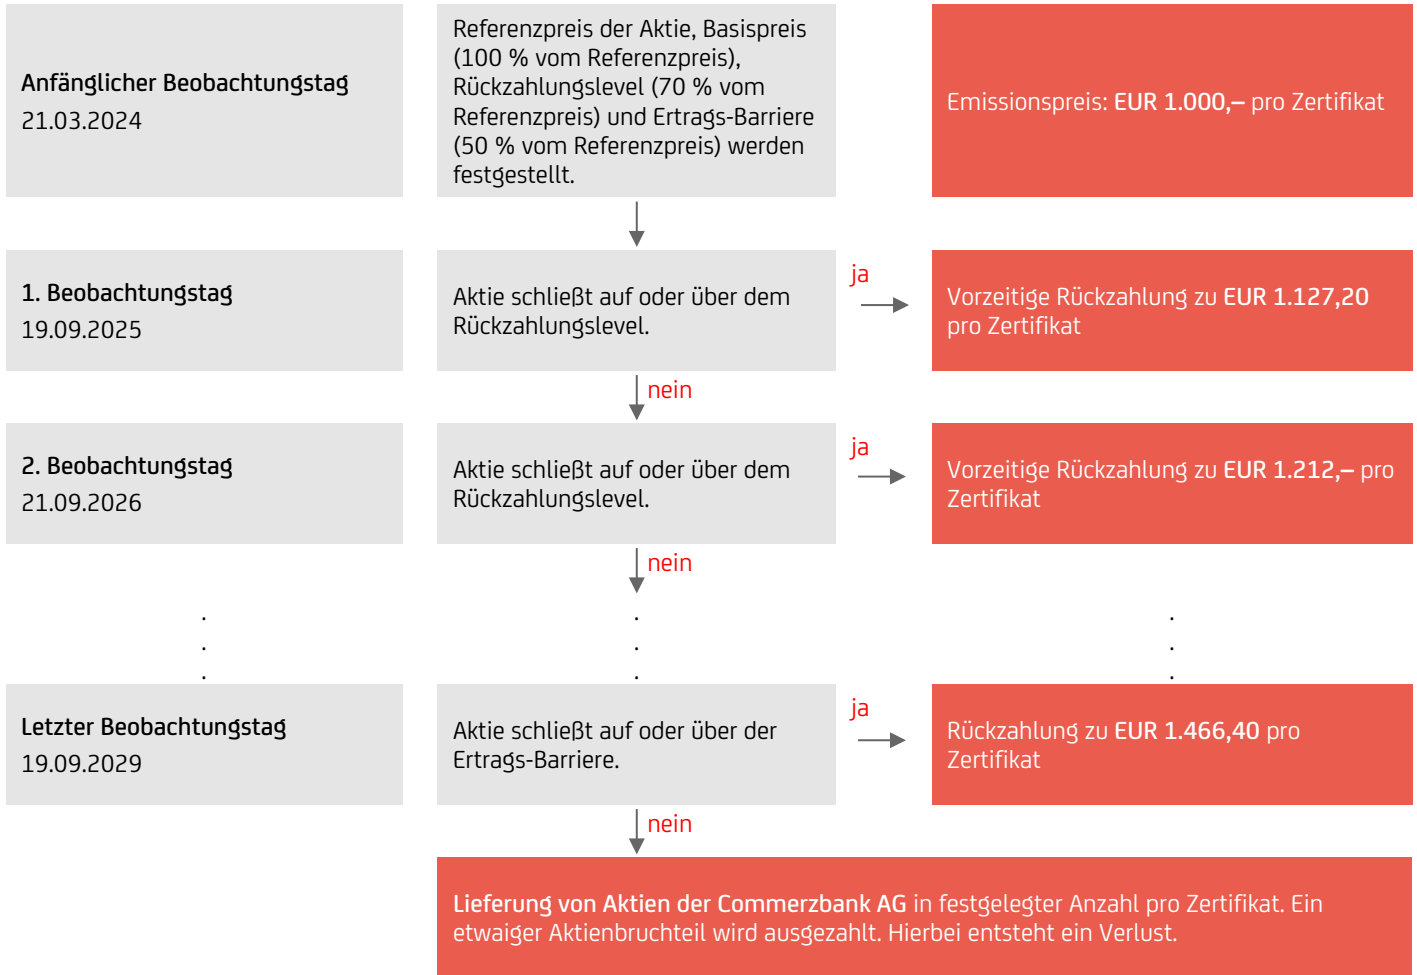 Anfänglicher Beobachtungstag
21.03.2024
Referenzpreis der Aktie, Basispreis
(100 % vom Referenzpreis),
Rückzahlungslevel (70 % vom
Referenzpreis) und Ertrags-Barriere
(50 % vom Referenzpreis) werden
festgestellt.
Emissionspreis: EUR 1.000,– pro Zertifikat
1. Beobachtungstag
19.09.2025
Aktie schließt auf oder über dem
Rückzahlungslevel.
ja
Vorzeitige Rückzahlung zu EUR 1.127,20
pro Zertifikat
nein
2. Beobachtungstag
21.09.2026
Aktie schließt auf oder über dem
Rückzahlungslevel.
ja
Vorzeitige Rückzahlung zu EUR 1.212,– pro
Zertifikat
nein
. . .
. . .
. . .
Letzter Beobachtungstag
19.09.2029
Aktie schließt auf oder über der
Ertrags-Barriere.
ja
Rückzahlung zu EUR 1.466,40 pro
Zertifikat
nein
Lieferung von Aktien der Commerzbank AG in festgelegter Anzahl pro Zertifikat. Ein
etwaiger Aktienbruchteil wird ausgezahlt. Hierbei entsteht ein Verlust.